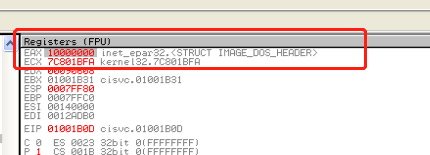 Registers (FPU)
EAX 10000000 inet_epar32.<STRUCT IMAGE_DOS_HEADER>
ECX 7C801BFA kernel32.7C801BFA
EDX 00090608
EBX 01001B31 cisvc.01001B31
ESP 0007FF80
EBP 0007FFC0
ESI 00140000
EDI 0012ADB0
EIP 01001B0D cisvc.01001B0D
C 0 ES 0023 32bit 0(FFFFFFFF)
P 1 CS 001B 32bit 0(FFFFFFFF)